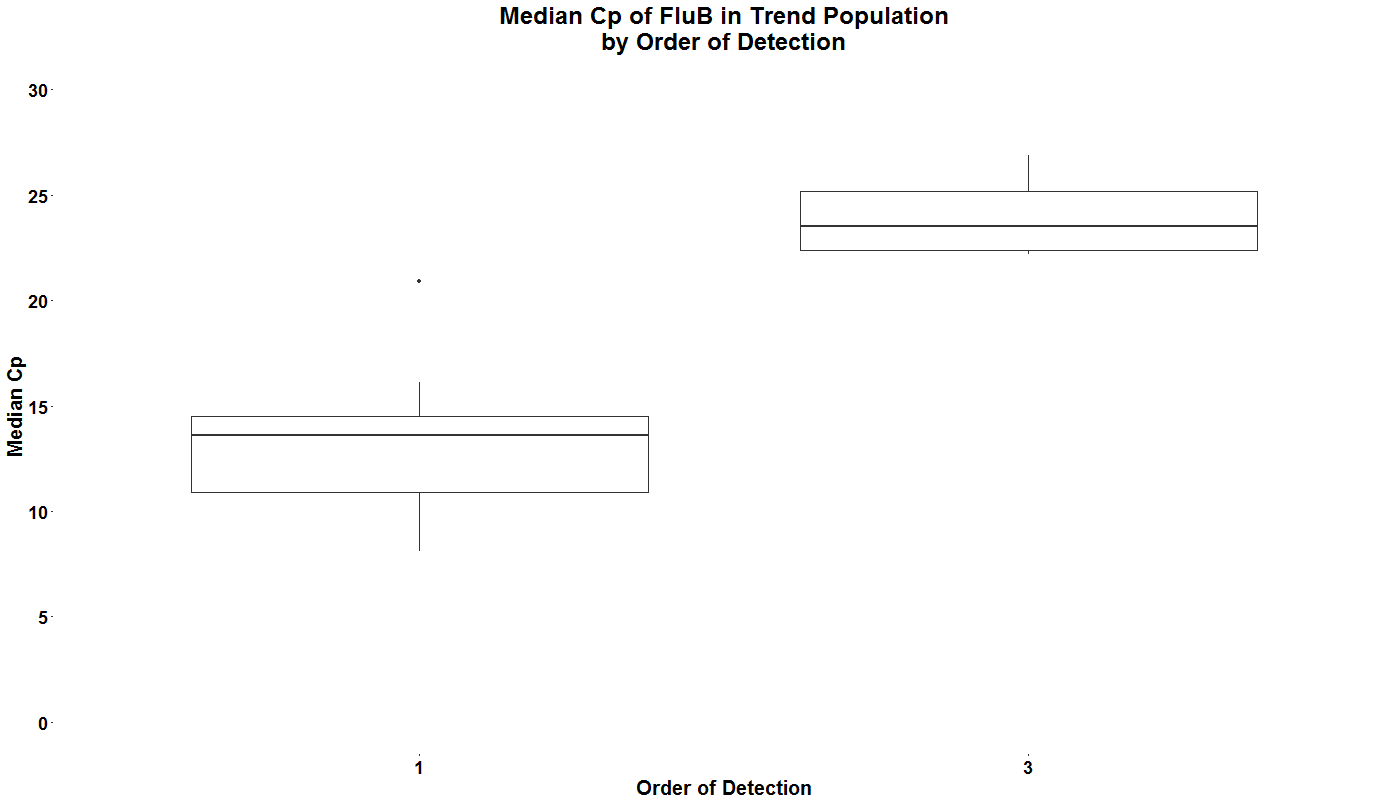 Median Cp of FluB in Trend Population
by Order of Detection
30
25
20
15
10
5
0
Median Cp
1
3
Order of Detection